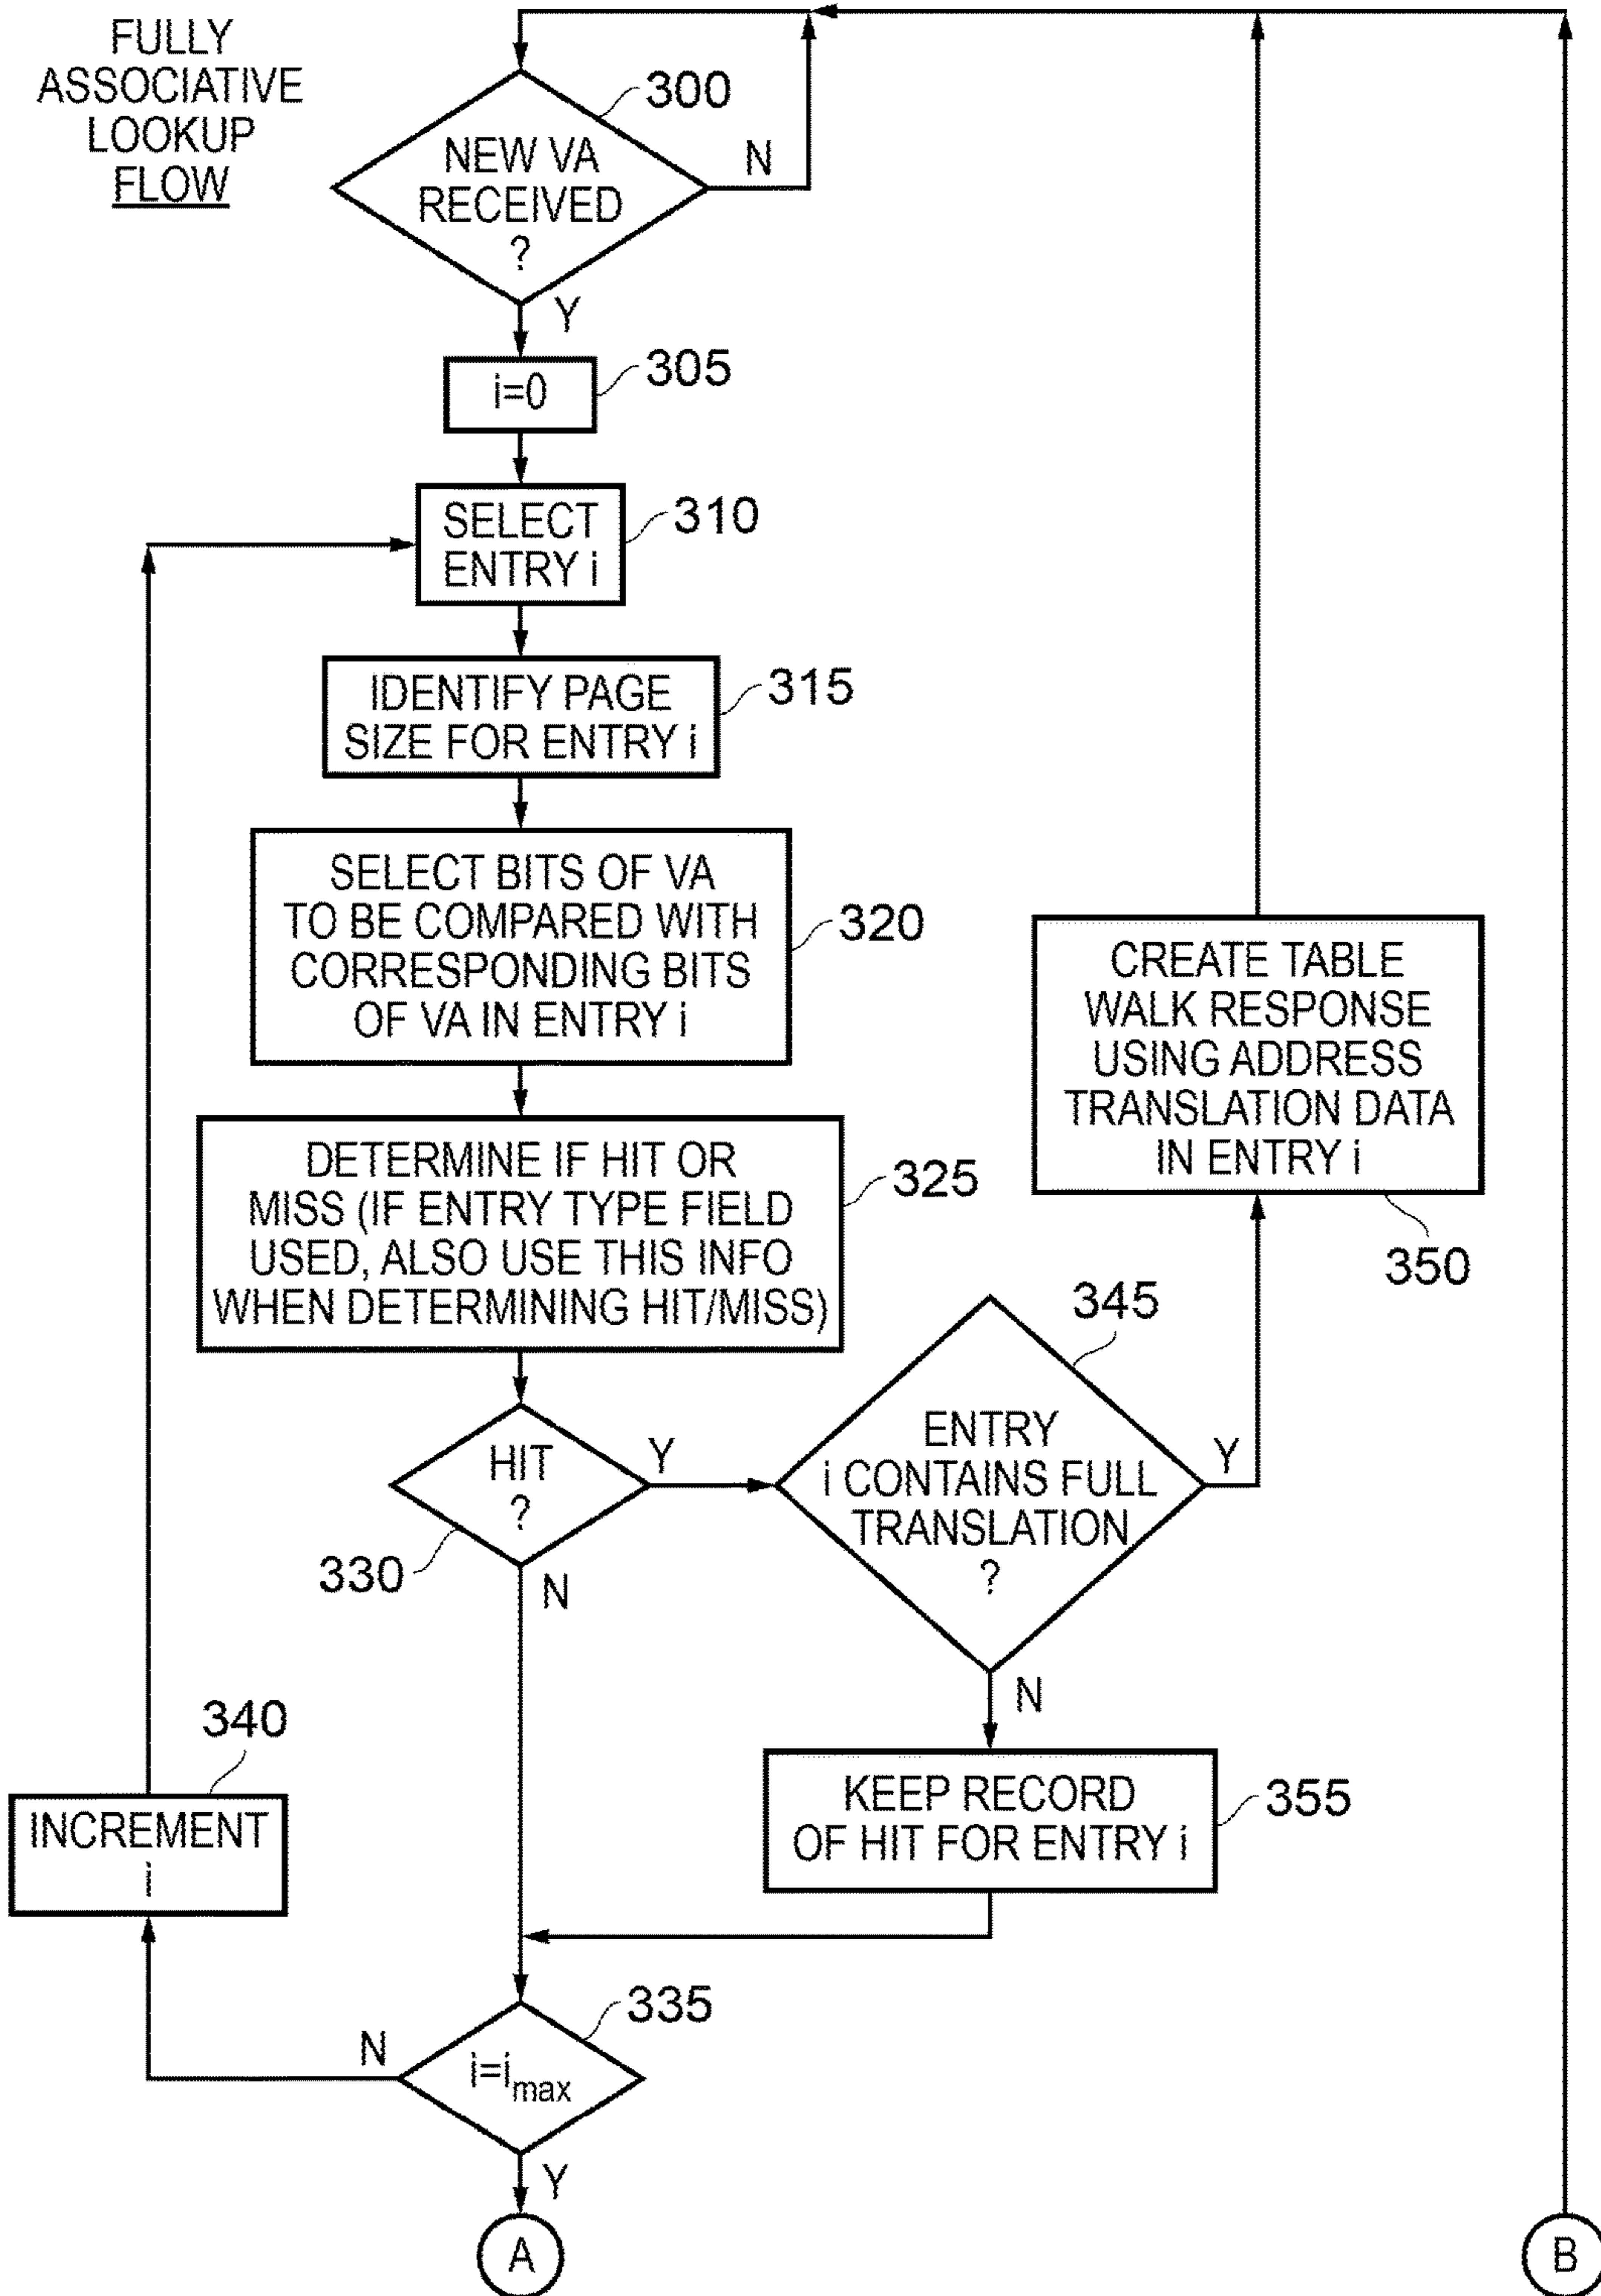 FULLY
ASSOCIATIVE
LOOKUP
FLOW
300
NEW VA
RECEIVED
?
N
Y
305
i=0
310
SELECT
ENTRY i
315
IDENTIFY PAGE
SIZE FOR ENTRY i
320
SELECT BITS OF VA
TO BE COMPARED WITH
CORRESPONDING BITS
OF VA IN ENTRY i
CREATE TABLE
WALK RESPONSE
USING ADDRESS
TRANSLATION DATA
IN ENTRY i
350
325
DETERMINE IF HIT OR
MISS (IF ENTRY TYPE FIELD
USED, ALSO USE THIS INFO
WHEN DETERMINING HIT/MISS)
345
HIT
?
Y
330
N
ENTRY
i CONTAINS FULL
TRANSLATION
?
Y
N
340
INCREMENT
i
KEEP RECORD
OF HIT FOR ENTRY i
355
335
N
i=imax
Y
A
B